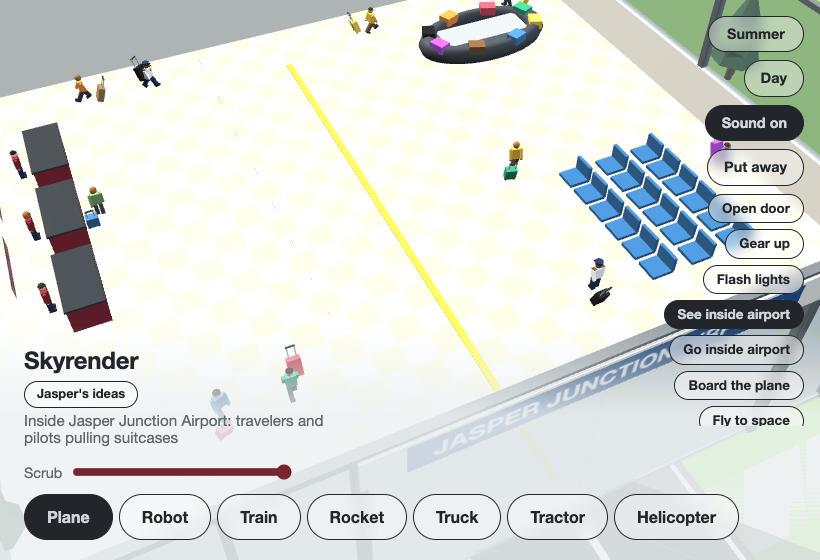 Summer
Day
Sound on
Put away
Open door
Gear up
Flash lights
See inside airport
Go inside airport
Board the plane
Fly to space
JASPER JUNCTION
Skyrender
Jasper's ideas
Inside Jasper Junction Airport: travelers and
pilots pulling suitcases
Scrub
Plane
Robot
Train
Rocket
Truck
Tractor
Helicopter